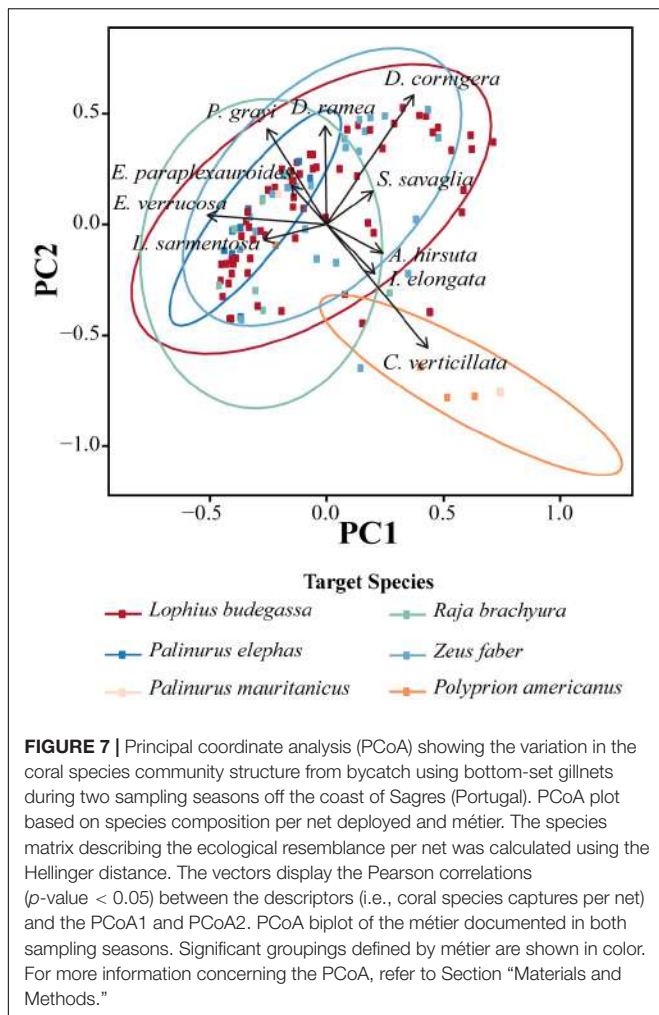 0.5
0.0
−0.5
−1.0
PC2
D. cornigera
P. grayi
D. ramea
E. paraplexauroides
S. savaglia
E. verrucosa
L. sarmentosa
A. hirsuta
I. elongata
C. verticillata
−0.5
0.0
0.5
1.0
PC1
Target Species
Lophius budegassa
Raja brachyura
Palinurus elephas
Zeus faber
Palinurus mauritanicus
Polyprion americanus
FIGURE 7 | Principal coordinate analysis (PCoA) showing the variation in the
coral species community structure from bycatch using bottom-set gillnets
during two sampling seasons off the coast of Sagres (Portugal). PCoA plot
based on species composition per net deployed and métier. The species
matrix describing the ecological resemblance per net was calculated using the
Hellinger distance. The vectors display the Pearson correlations
(p-value < 0.05) between the descriptors (i.e., coral species captures per net)
and the PCoA1 and PCoA2. PCoA biplot of the métier documented in both
sampling seasons. Significant groupings defined by métier are shown in color.
For more information concerning the PCoA, refer to Section “Materials and
Methods.”